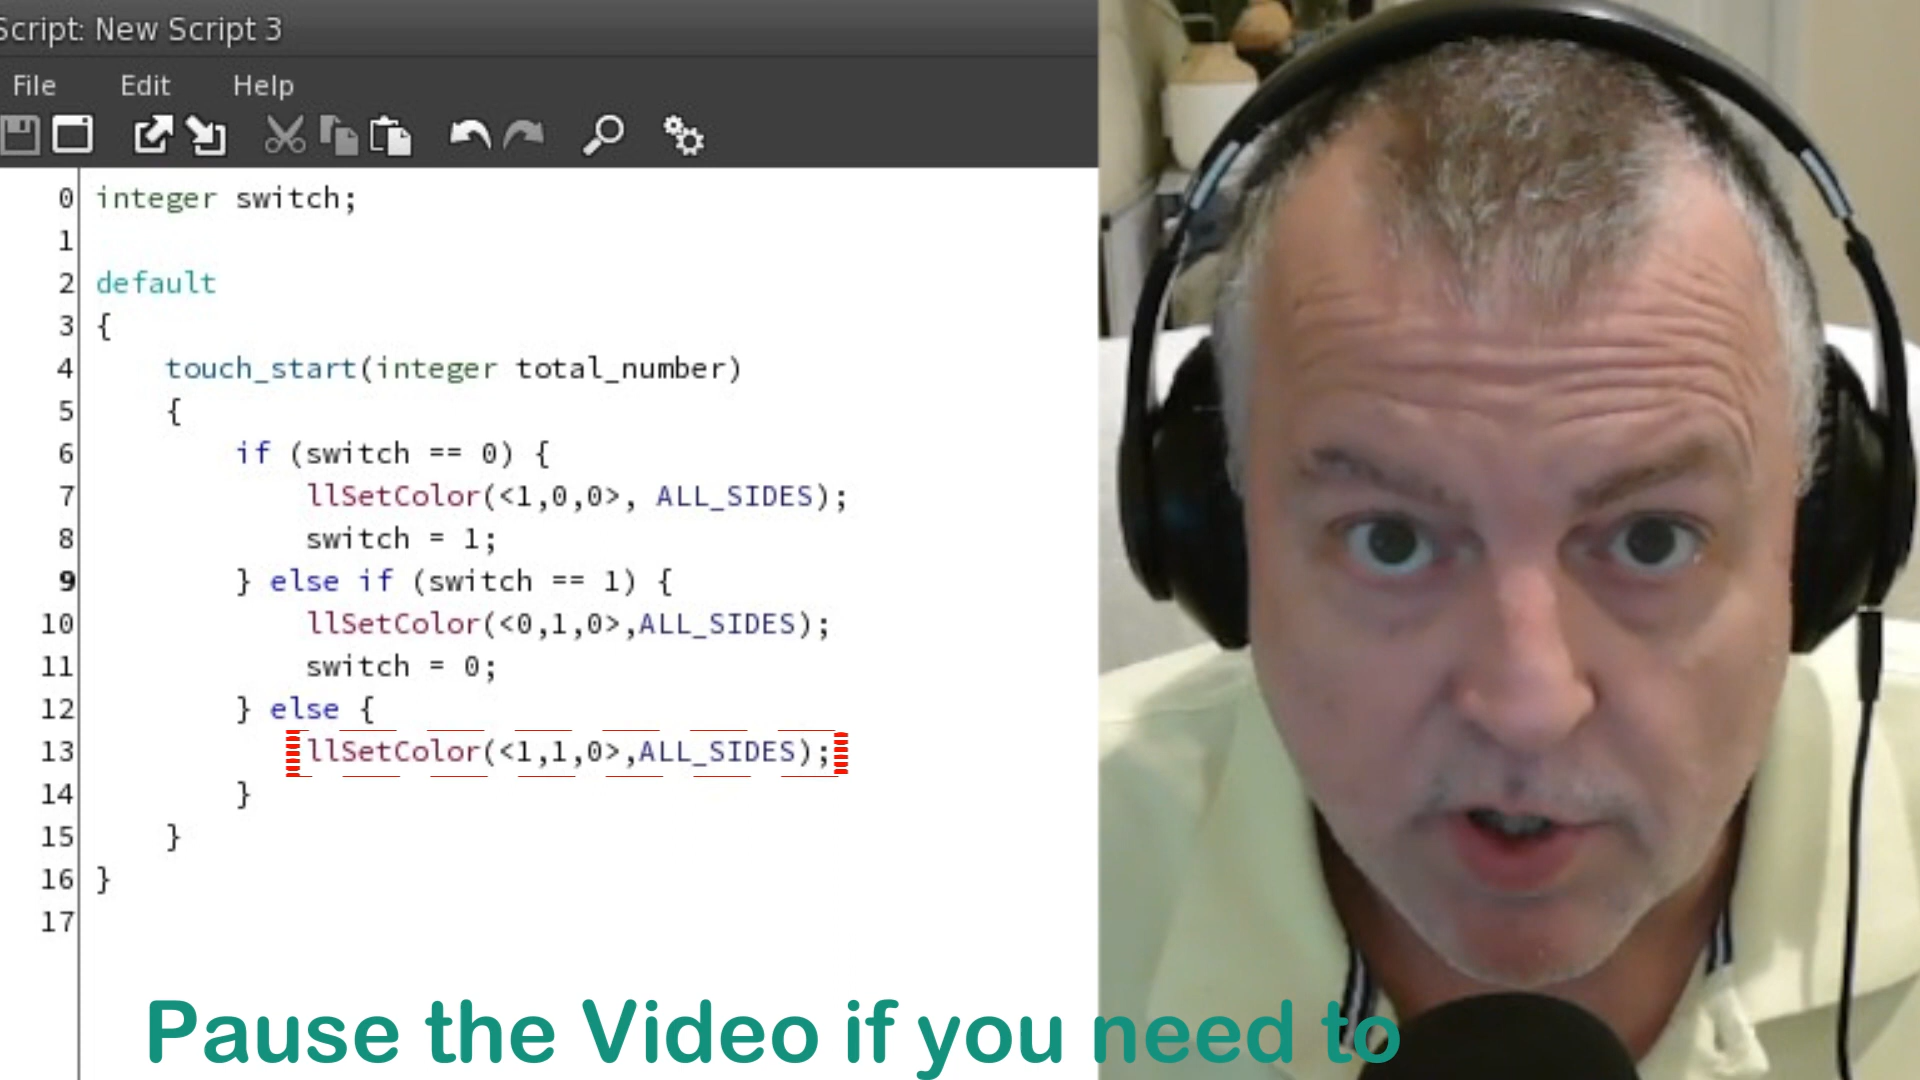 Script: New Script 3
File Edit Help
0 integer switch;
1
2 default
3 {
4 touch_start(integer total_number)
5 {
6 if (switch == 0) {
7 llSetColor(<1,0,0>, ALL_SIDES);
8 switch = 1;
9 } else if (switch == 1) {
10 llSetColor(<0,1,0>,ALL_SIDES);
11 switch = 0;
12 } else {
13 llSetColor(<1,1,0>,ALL_SIDES);
14 }
15 }
16 }
17
Pause the Video if you need to